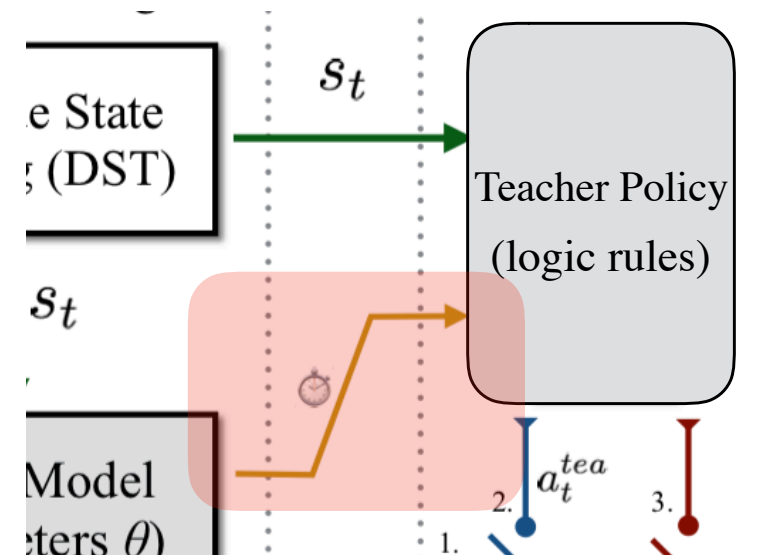 e State
(DST)
s_t
Teacher Policy
(logic rules)
s_t
Model
eters θ)
a_t^{tea}
2.
3.
1.